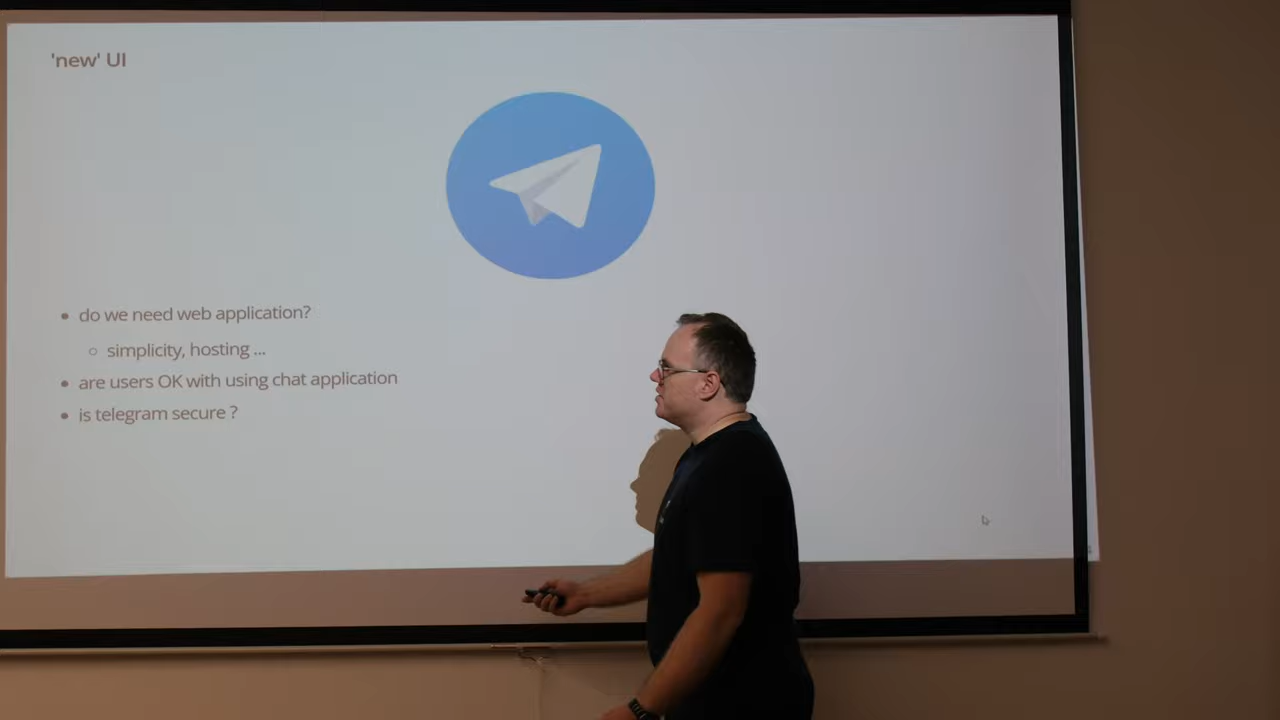 'new' UI
do we need web application?
simplicity, hosting ...
are users OK with using chat application
is telegram secure ?